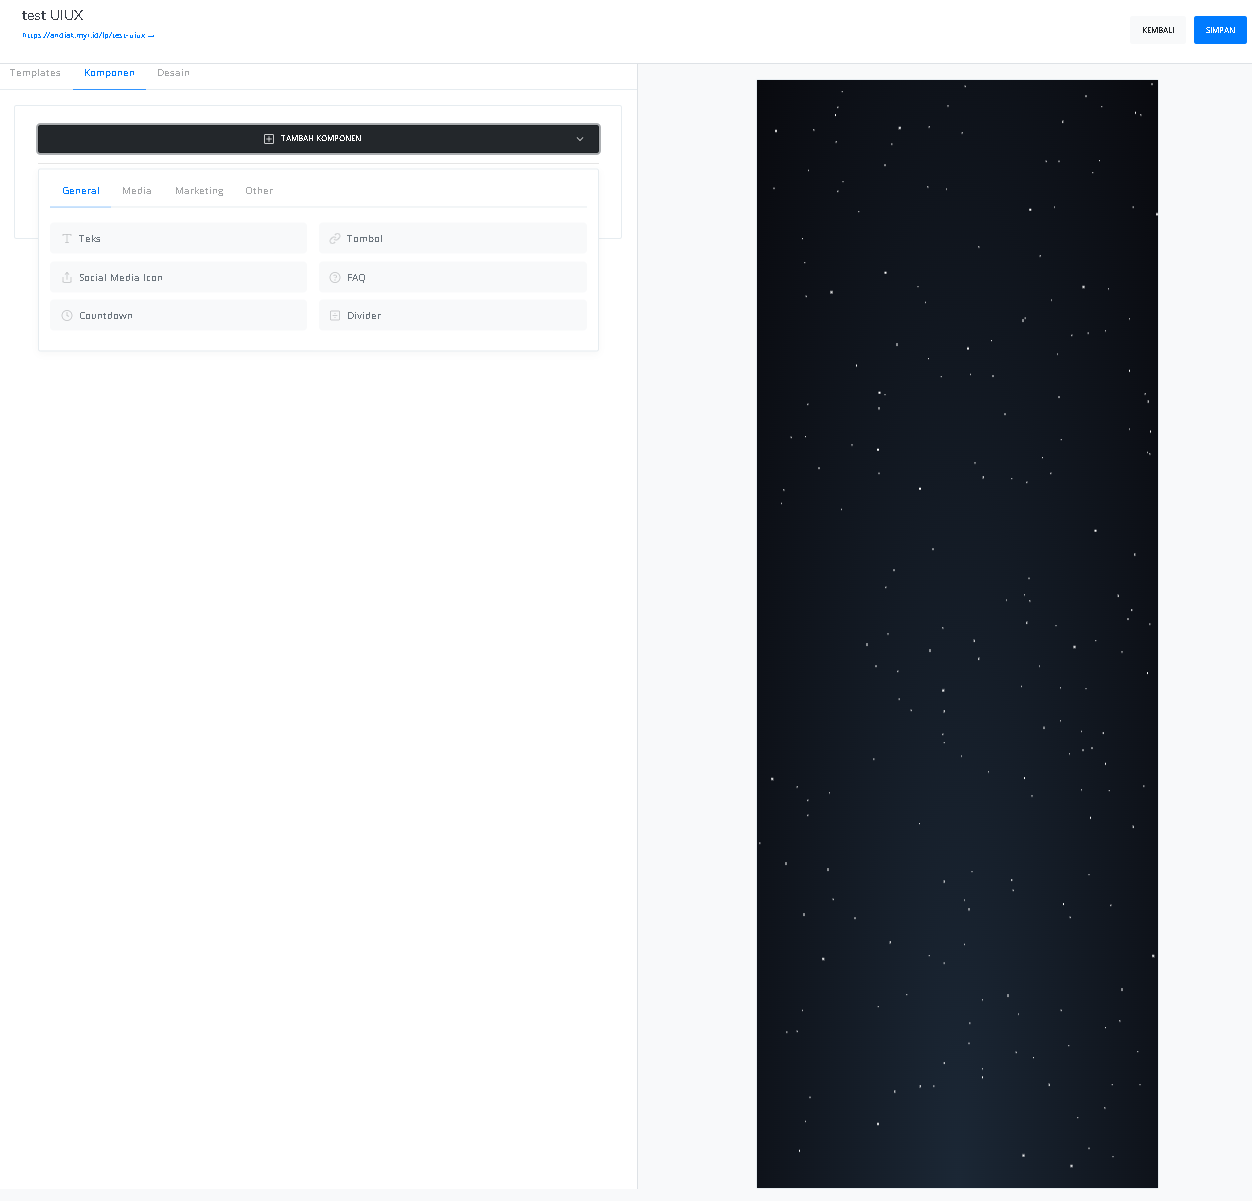 test UIUX
https://andiat.my.id/lp/test-uiux
KEMBALI
SIMPAN
Templates
Komponen
Desain
TAMBAH KOMPONEN
General
Media
Marketing
Other
Teks
Tombol
Social Media Icon
FAQ
Countdown
Divider